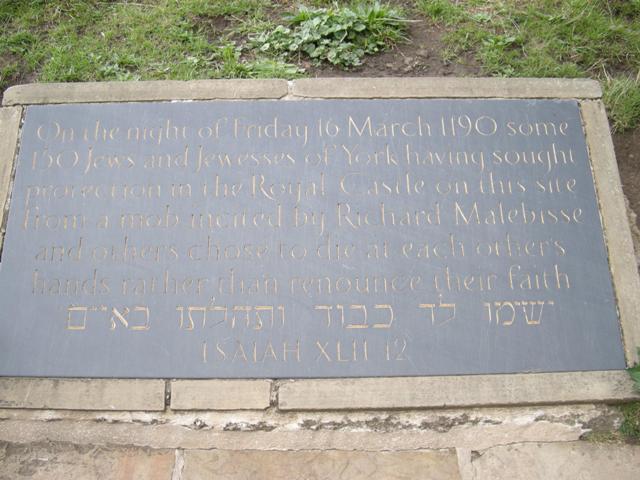 On the night of Friday 16 March 1190 some
150 Jews and Jewesses of York having sought
protection in the Royal Castle on this site
from a mob incited by Richard Malebisse
and others chose to die at each other's
hands rather than renounce their faith
ישימו לד כבוד ותהלתו באיים
ISAIAH XLII 12